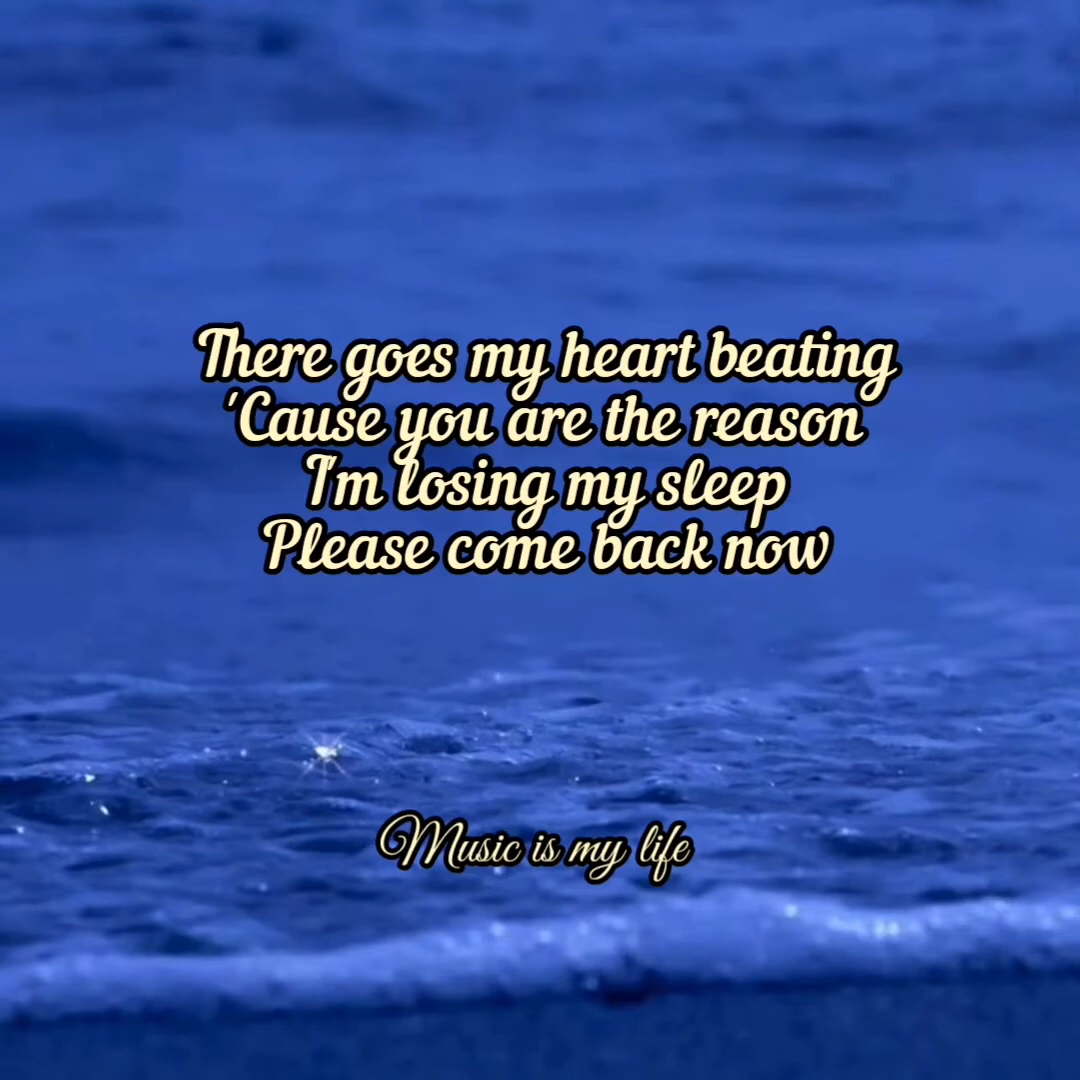 There goes my heart beating
'Cause you are the reason
I'm losing my sleep
Please come back now
Music is my life